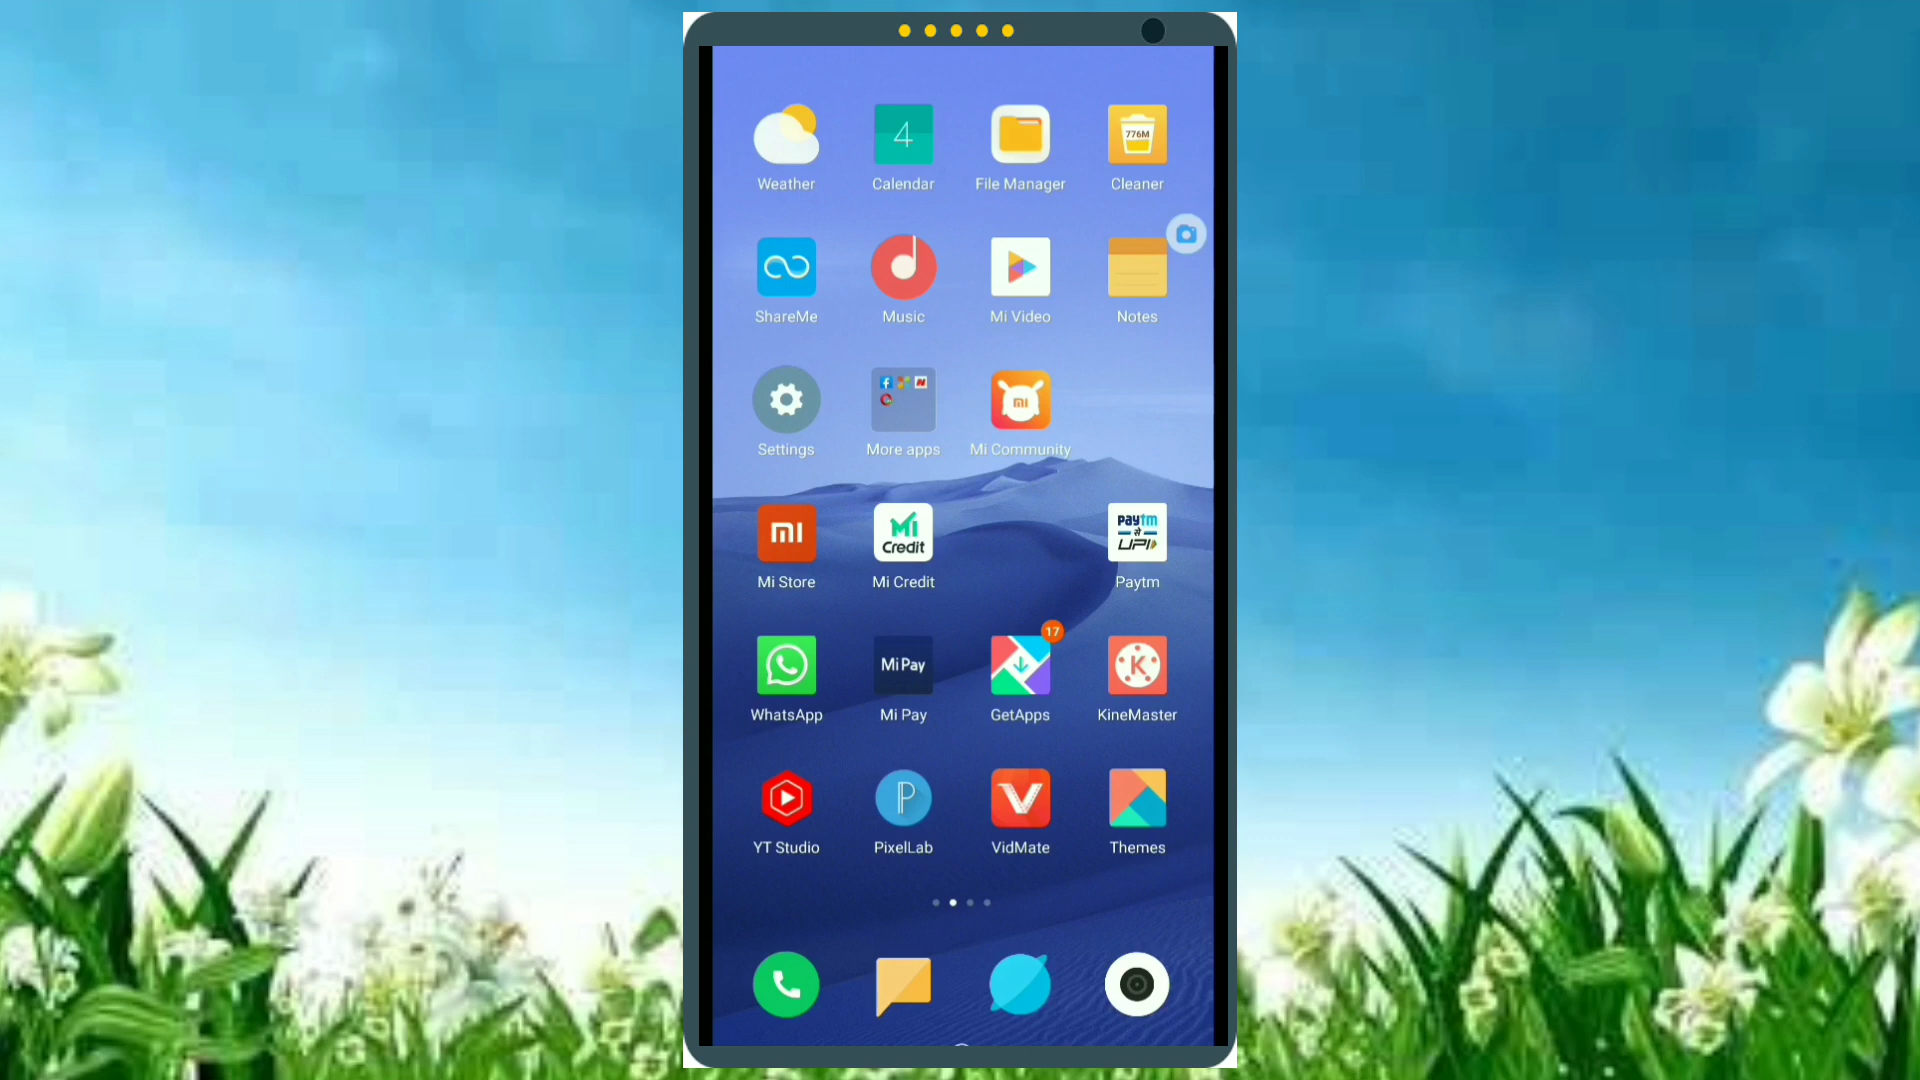 4
776M
Weather Calendar File Manager Cleaner
ShareMe Music Mi Video Notes
Settings More apps Mi Community
mi
Credit
paytm
से
UPI
Mi Store Mi Credit Paytm
17
Mi Pay
K
WhatsApp Mi Pay GetApps KineMaster
P
YT Studio PixelLab VidMate Themes